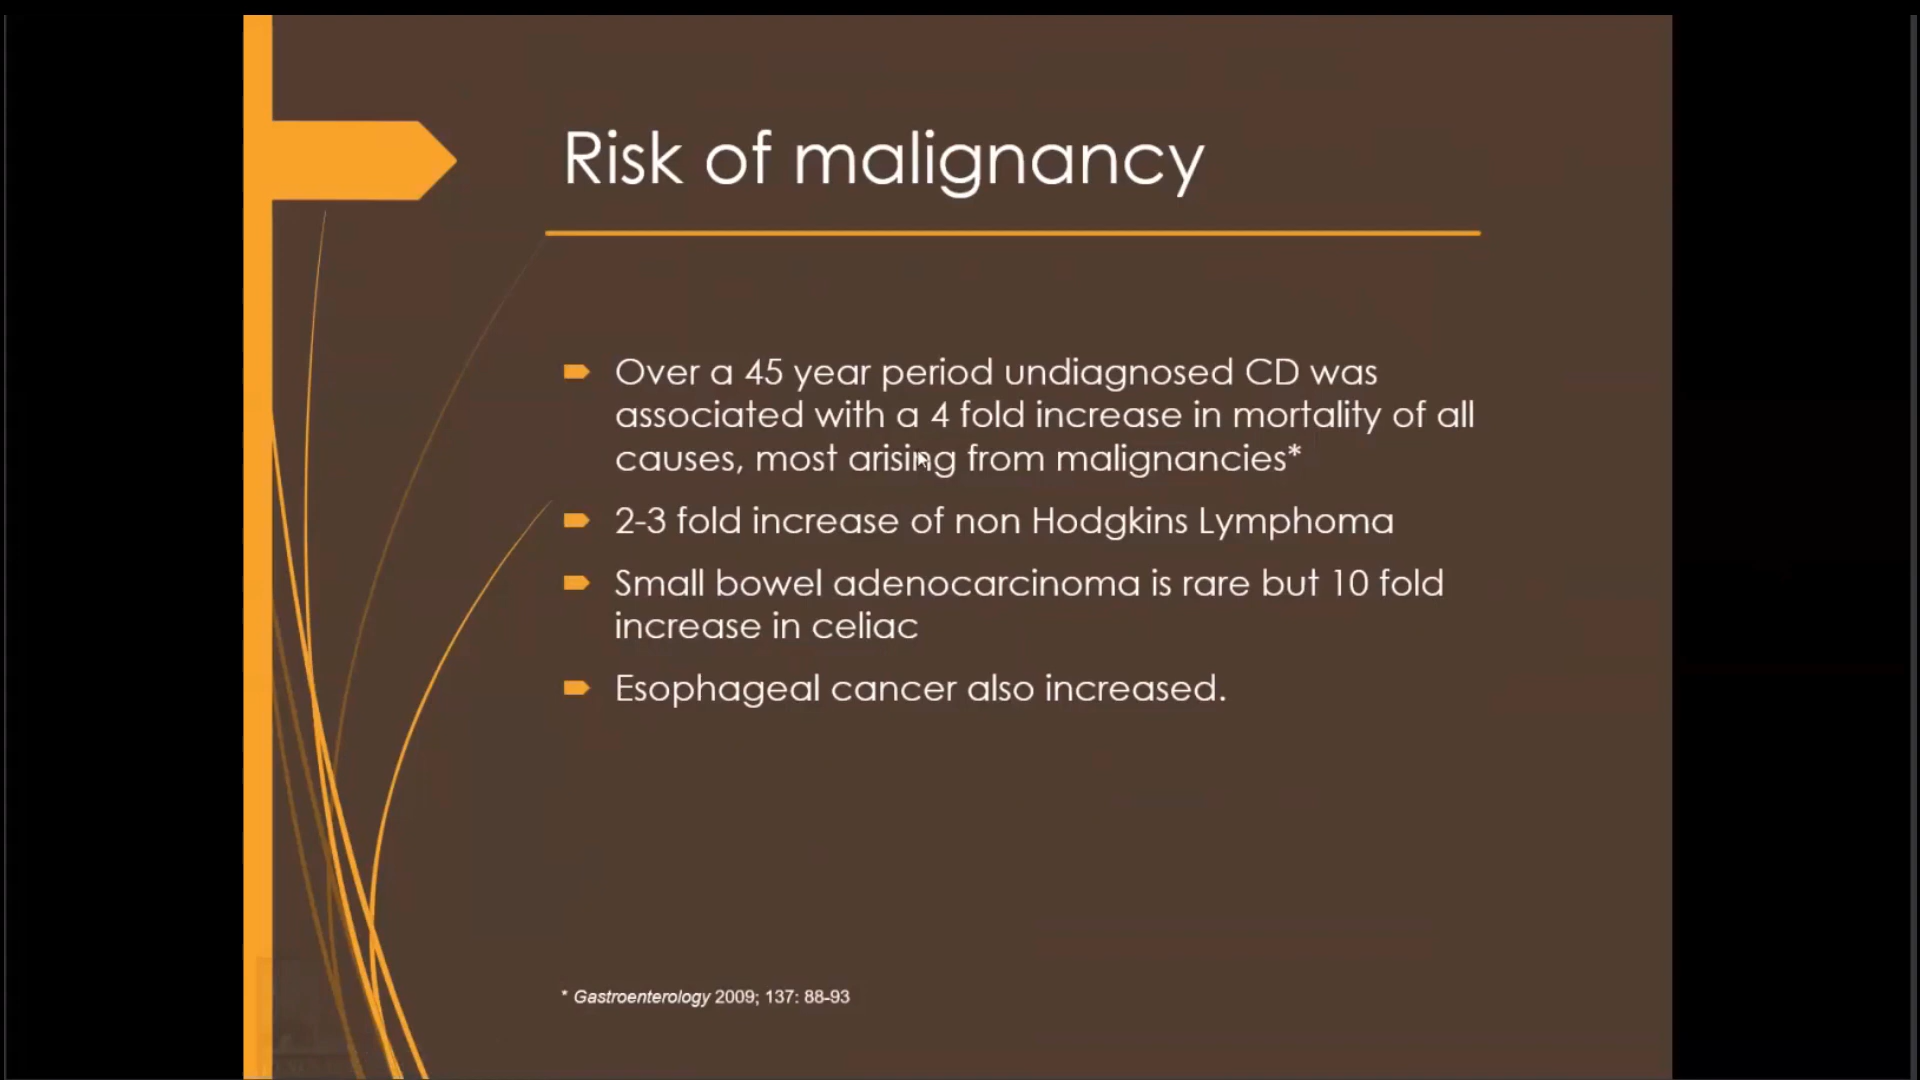 Risk of malignancy
Over a 45 year period undiagnosed CD was
associated with a 4 fold increase in mortality of all
causes, most arising from malignancies*
2-3 fold increase of non Hodgkins Lymphoma
Small bowel adenocarcinoma is rare but 10 fold
increase in celiac
Esophageal cancer also increased.
* Gastroenterology 2009; 137: 88-93